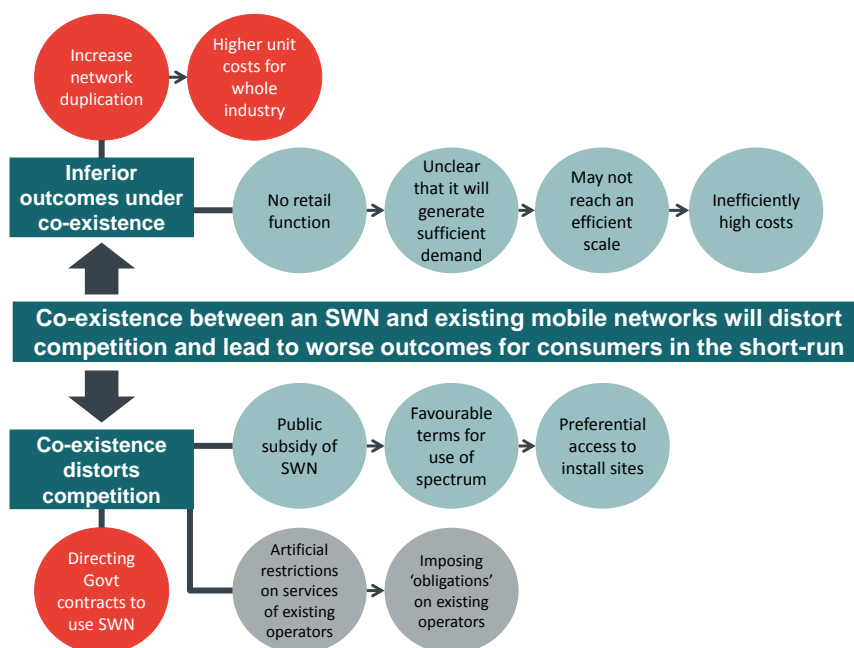 Increase
network
duplication
Higher unit
costs for
whole
industry
Inferior
outcomes under
co-existence
No retail
function
Unclear
that it will
generate
sufficient
demand
May not
reach an
efficient
scale
Inefficiently
high costs
Co-existence between an SWN and existing mobile networks will distort
competition and lead to worse outcomes for consumers in the short-run
Co-existence
distorts
competition
Public
subsidy of
SWN
Favourable
terms for
use of
spectrum
Preferential
access to
install sites
Directing
Govt
contracts to
use SWN
Artificial
restrictions
on services
of existing
operators
Imposing
‘obligations’
on existing
operators